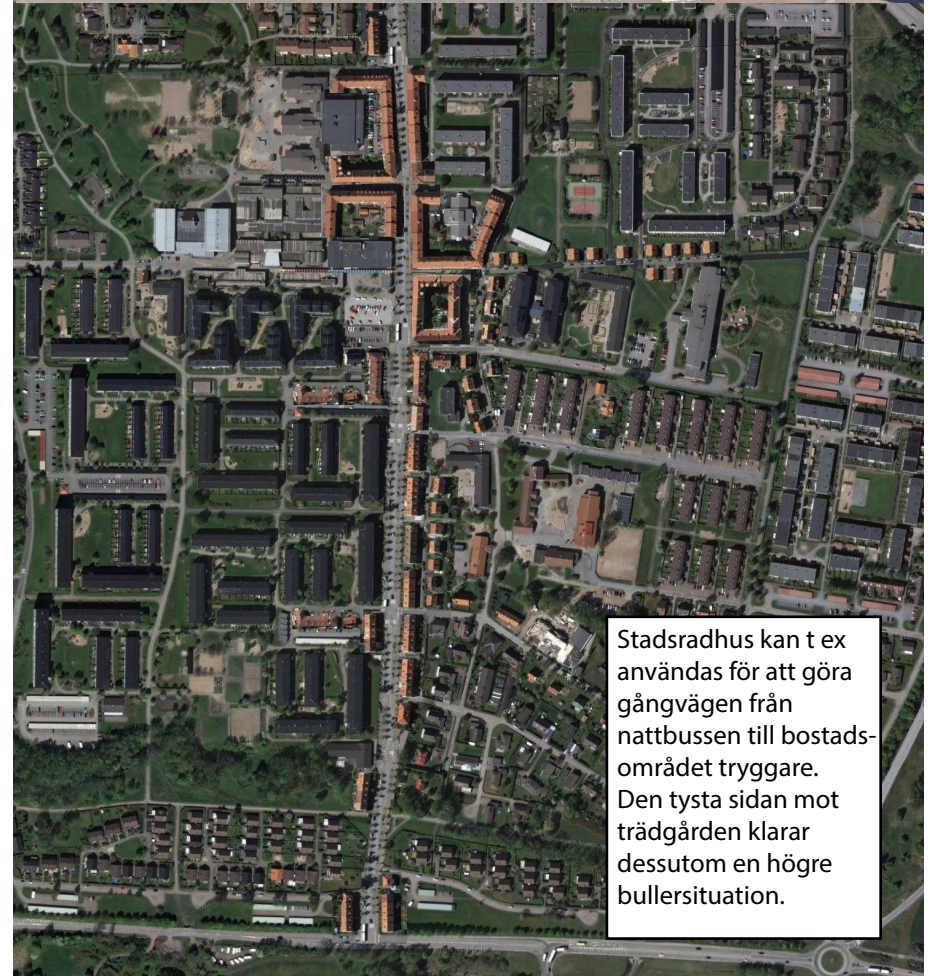 Stadsradhus kan t ex
användas för att göra
gångvägen från
nattbussen till bostads-
området tryggare.
Den tysta sidan mot
trädgården klarar
dessutom en högre
bullersituation.